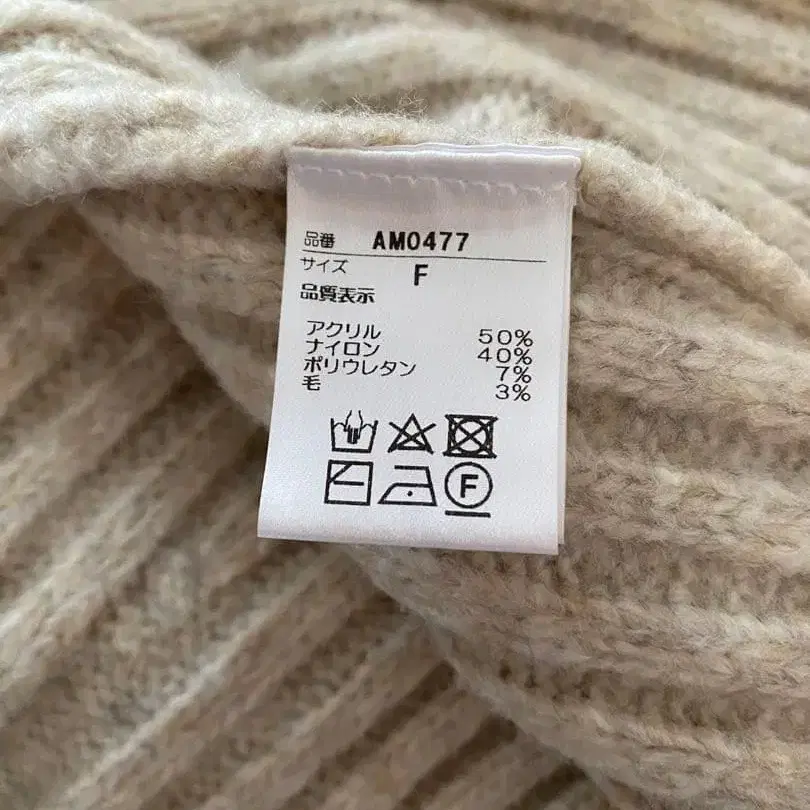 品番 AM0477
サイズ F
品質表示
アクリル 50%
ナイロン 40%
ポリウレタン 7%
毛 3%
F